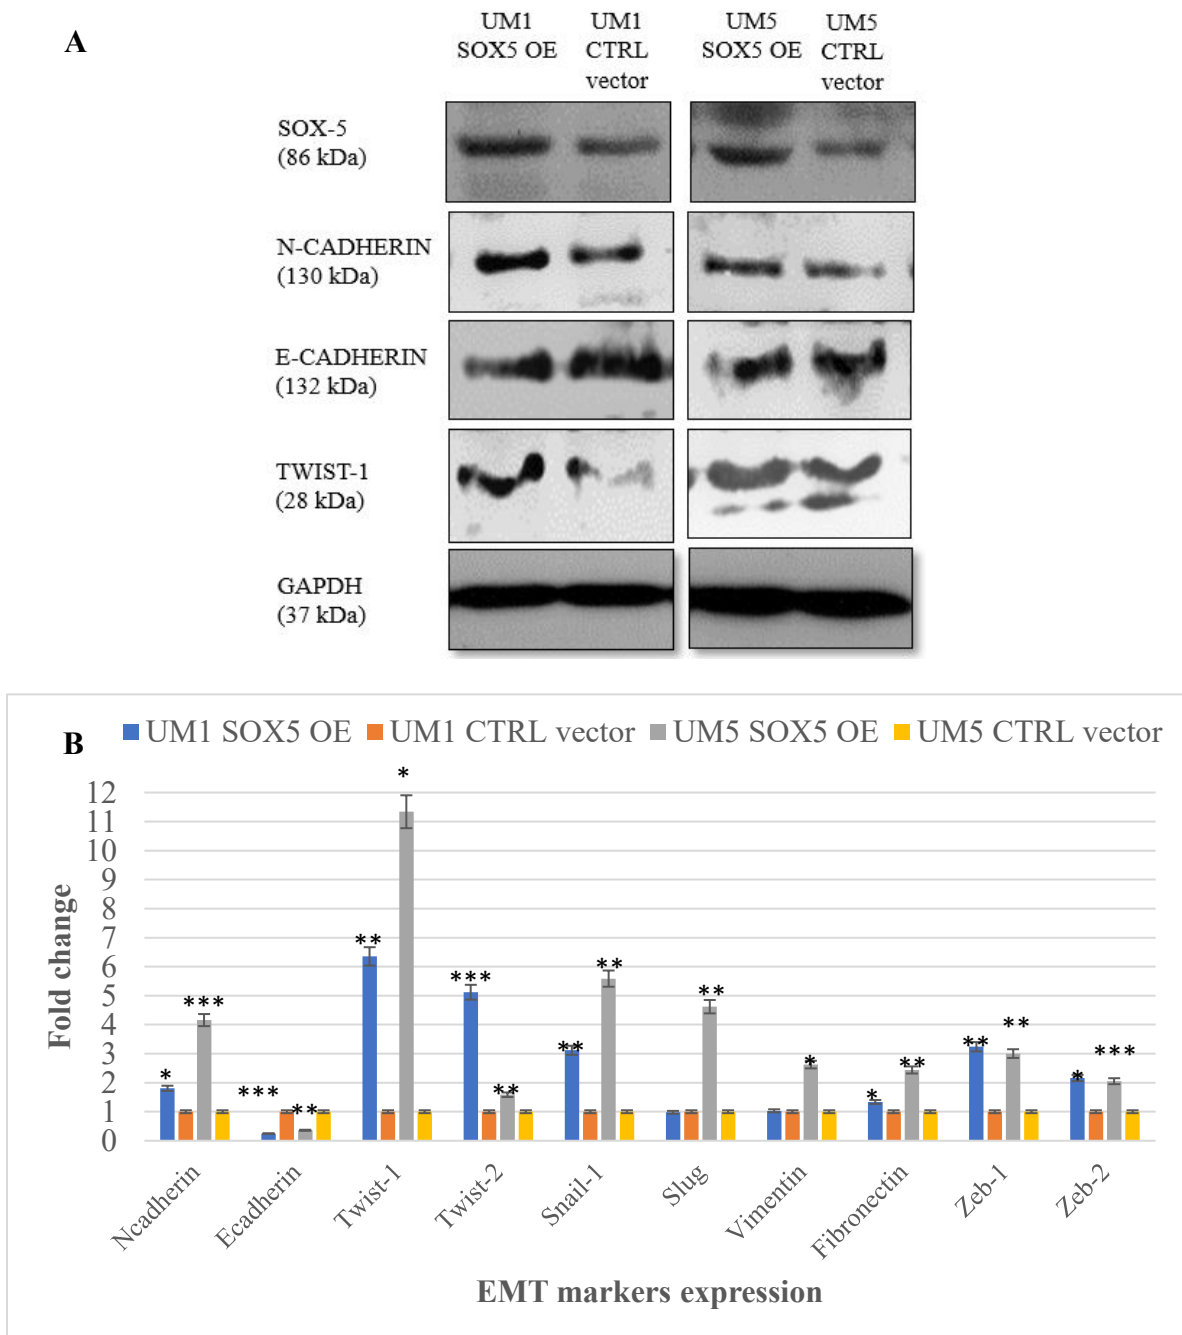 A
UM1
SOX5 OE
UM1
CTRL
vector
UM5
SOX5 OE
UM5
CTRL
vector
SOX-5
(86 kDa)
N-CADHERIN
(130 kDa)
E-CADHERIN
(132 kDa)
TWIST-1
(28 kDa)
GAPDH
(37 kDa)
B
UM1 SOX5 OE UM1 CTRL vector UM5 SOX5 OE UM5 CTRL vector
Fold change
12
11
10
9
8
7
6
5
4
3
2
1
0
*
***
***
**
**
*
***
**
**
**
**
*
*
**
**
**
*
***
Ncadherin
Ecadherin
Twist-1
Twist-2
Snail-1
Slug
Vimentin
Fibronectin
Zeb-1
Zeb-2
EMT markers expression